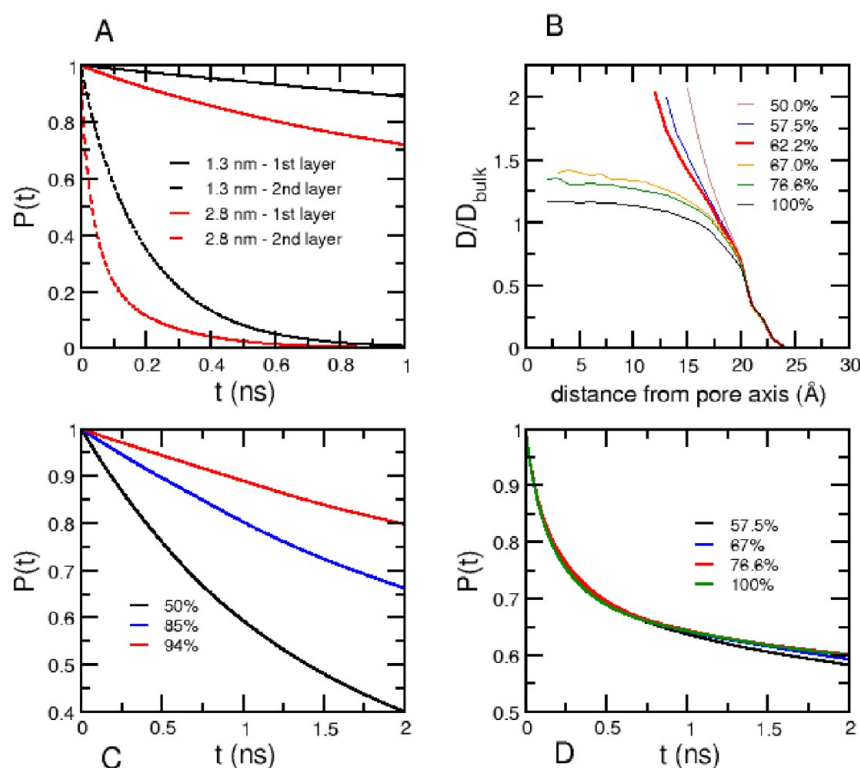 A
P(t)
1
0.8
0.6
0.4
0.2
0
1.3 nm - 1st layer
1.3 nm - 2nd layer
2.8 nm - 1st layer
2.8 nm - 2nd layer
0 0.2 0.4 0.6 0.8 1
t (ns)
B
D/D_bulk
2
1.5
1
0.5
0
50.0%
57.5%
62.2%
67.0%
76.6%
100%
0 5 10 15 20 25 30
distance from pore axis (Å)
P(t)
1
0.9
0.8
0.7
0.6
0.5
0.4
50%
85%
94%
0 0.5 1 1.5 2
C t (ns)
P(t)
1
0.9
0.8
0.7
0.6
0.5
0.4
57.5%
67%
76.6%
100%
0 0.5 1 1.5 2
D t (ns)